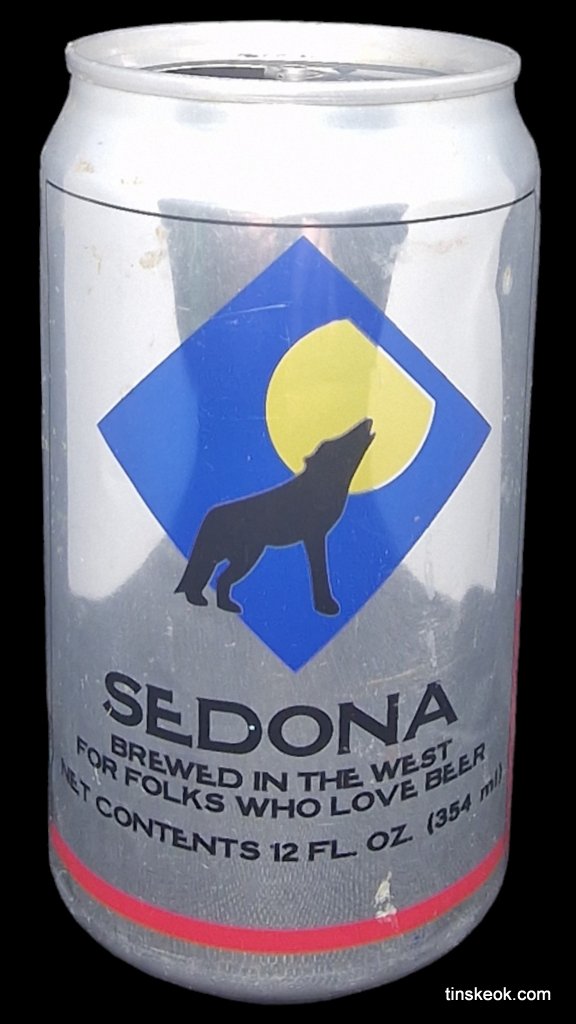 SEDONA
BREWED IN THE WEST
FOR FOLKS WHO LOVE BEER
NET CONTENTS 12 FL. OZ. (354 ml)
tinskeok.com